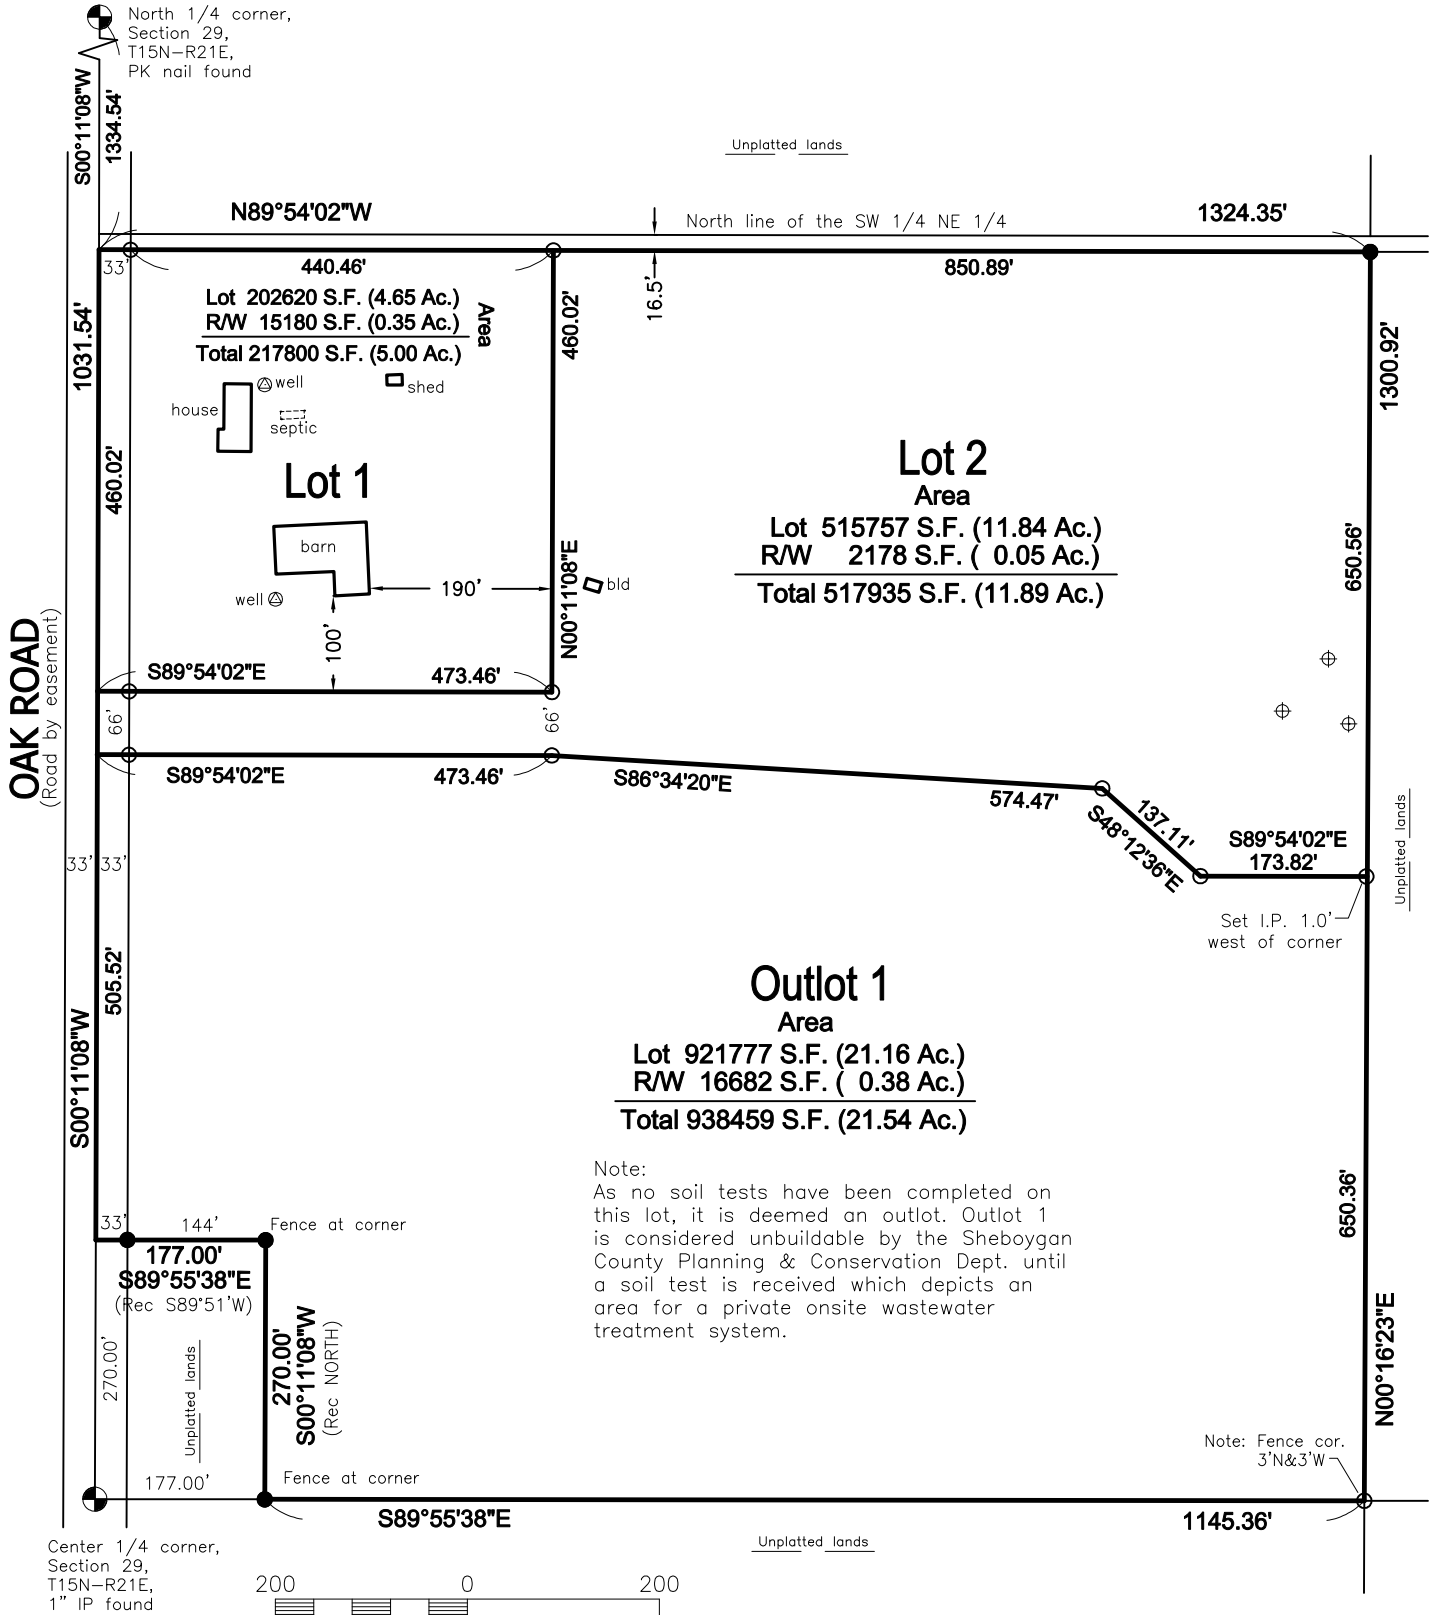 North 1/4 corner,
Section 29,
T15N-R21E,
PK nail found
S00°11'08"W
1334.54'
Unplatted lands
N89°54'02"W
1324.35'
North line of the SW 1/4 NE 1/4
16.5'
33'
440.46'
850.89'
Lot 202620 S.F. (4.65 Ac.)
R/W 15180 S.F. (0.35 Ac.)
Total 217800 S.F. (5.00 Ac.)
Area
1031.54'
460.02'
460.02'
1300.92'
well
shed
house
septic
Lot 1
barn
well
190'
100'
N00°11'08"E
bld
Lot 2
Area
Lot 515757 S.F. (11.84 Ac.)
R/W 2178 S.F. ( 0.05 Ac.)
Total 517935 S.F. (11.89 Ac.)
650.56'
OAK ROAD
(Road by easement)
S89°54'02"E
473.46'
66'
66'
S89°54'02"E
473.46'
S86°34'20"E
574.47'
137.11'
S48°12'36"E
S89°54'02"E
173.82'
Unplatted lands
Set I.P. 1.0'
west of corner
33'
33'
505.52'
S00°11'08"W
Outlot 1
Area
Lot 921777 S.F. (21.16 Ac.)
R/W 16682 S.F. ( 0.38 Ac.)
Total 938459 S.F. (21.54 Ac.)
Note:
As no soil tests have been completed on
this lot, it is deemed an outlot. Outlot 1
is considered unbuildable by the Sheboygan
County Planning & Conservation Dept. until
a soil test is received which depicts an
area for a private onsite wastewater
treatment system.
650.36'
N00°16'23"E
33'
144'
Fence at corner
177.00'
S89°55'38"E
(Rec S89°51'W)
270.00'
Unplatted lands
270.00'
S00°11'08"W
(Rec NORTH)
177.00'
Fence at corner
Note: Fence cor.
3'N&3'W
S89°55'38"E
1145.36'
Unplatted lands
Center 1/4 corner,
Section 29,
T15N-R21E,
1" IP found
200
0
200